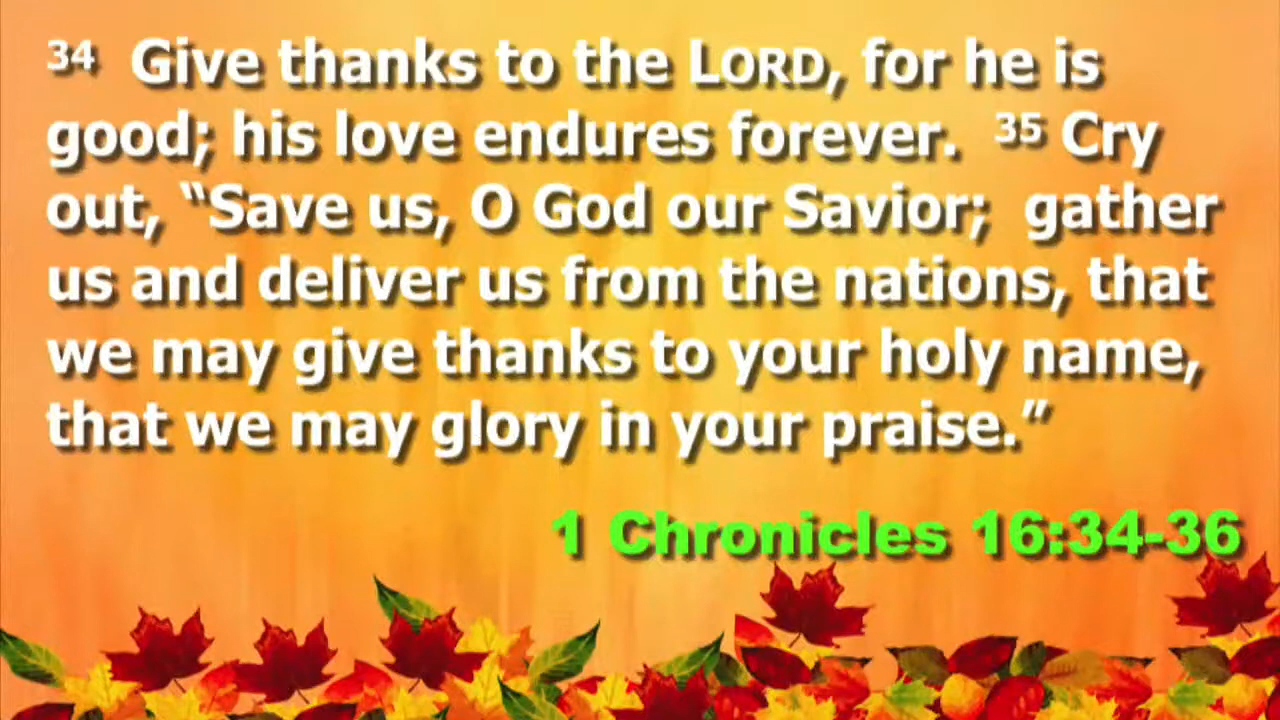 34 Give thanks to the LORD, for he is
good; his love endures forever. 35 Cry
out, “Save us, O God our Savior; gather
us and deliver us from the nations, that
we may give thanks to your holy name,
that we may glory in your praise.”
1 Chronicles 16:34-36